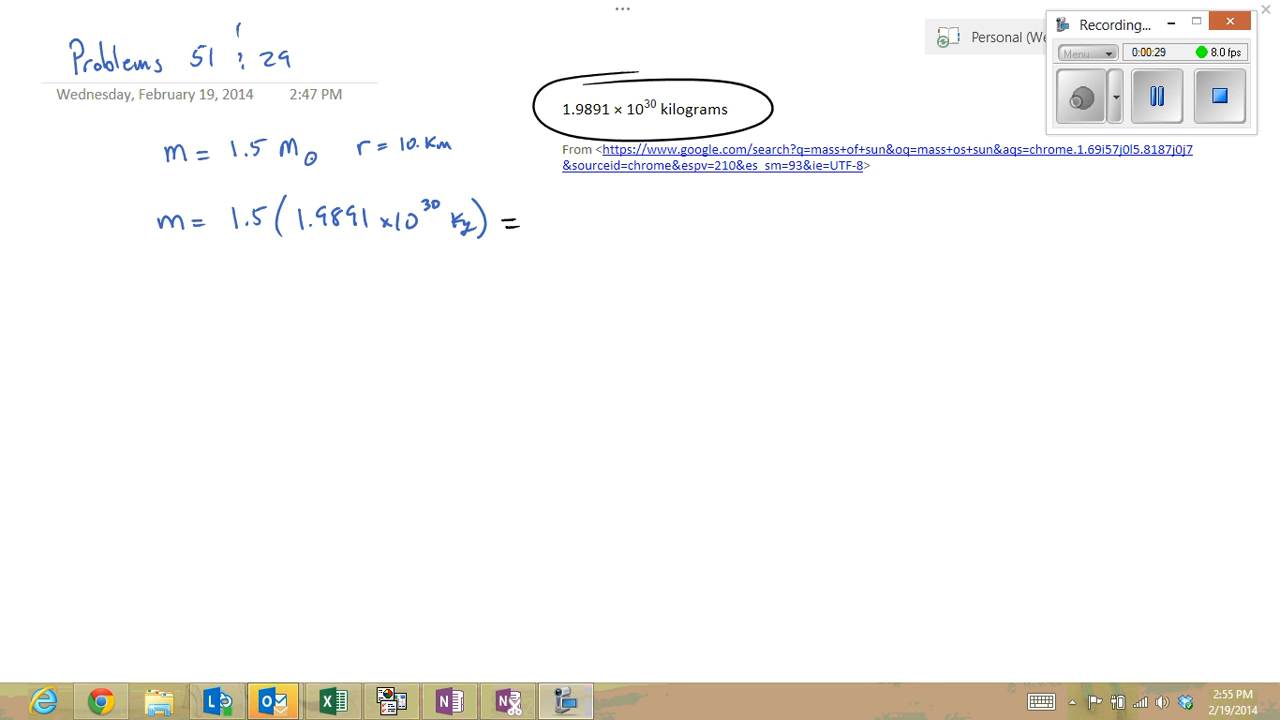 ...
Problems 51 ; 29
Wednesday, February 19, 2014 2:47 PM
m = 1.5 M⊙ r = 10. Km
m = 1.5 ( 1.9891 ×10³⁰ Kg) =
1.9891 × 10³⁰ kilograms
From <https://www.google.com/search?q=mass+of+sun&oq=mass+os+sun&aqs=chrome.1.69i57j0l5.8187j0j7
&sourceid=chrome&espv=210&es_sm=93&ie=UTF-8>
Personal (We
Recording...
Menu 0:00:29 8.0 fps
2:55 PM
2/19/2014